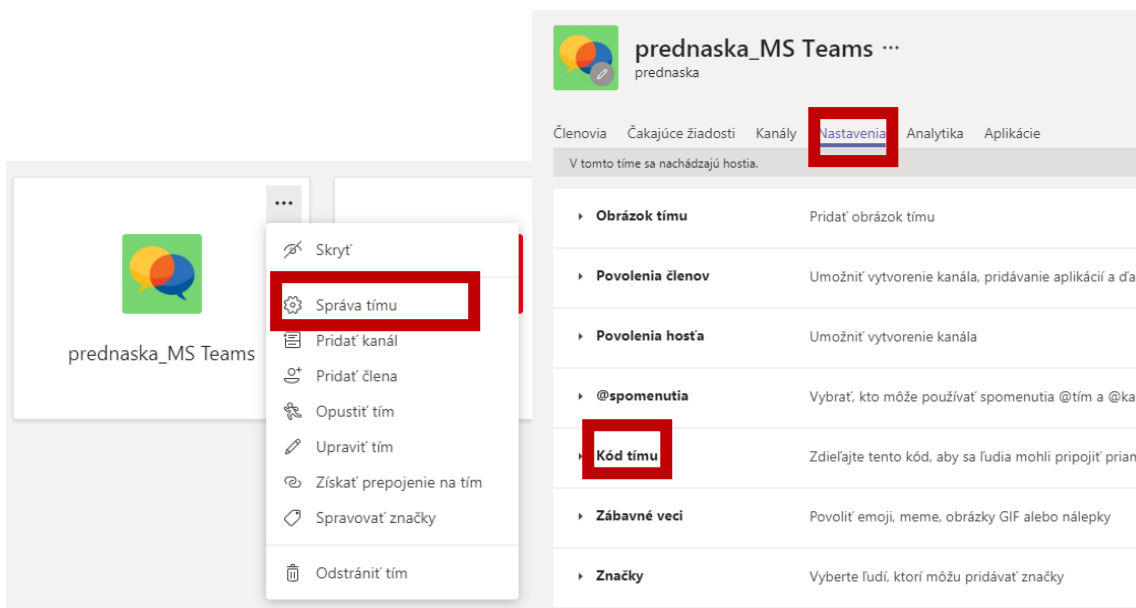 prednaska_MS Teams
Skryť
Správa tímu
Pridať kanál
Pridať člena
Opustiť tím
Upraviť tím
Získať prepojenie na tím
Spravovať značky
Odstrániť tím
prednaska_MS Teams
prednaska
Členovia Čakajúce žiadosti Kanály Nastavenia Analytika Aplikácie
V tomto tíme sa nachádzajú hostia.
Obrázok tímu Pridať obrázok tímu
Povolenia členov Umožniť vytvorenie kanála, pridávanie aplikácií a ďa
Povolenia hosťa Umožniť vytvorenie kanála
@spomenutia Vybrať, kto môže používať spomenutia @tím a @ka
Kód tímu Zdieľajte tento kód, aby sa ľudia mohli pripojiť priam
Zábavné veci Povoliť emoji, meme, obrázky GIF alebo nálepky
Značky Vyberte ľudí, ktorí môžu pridávať značky